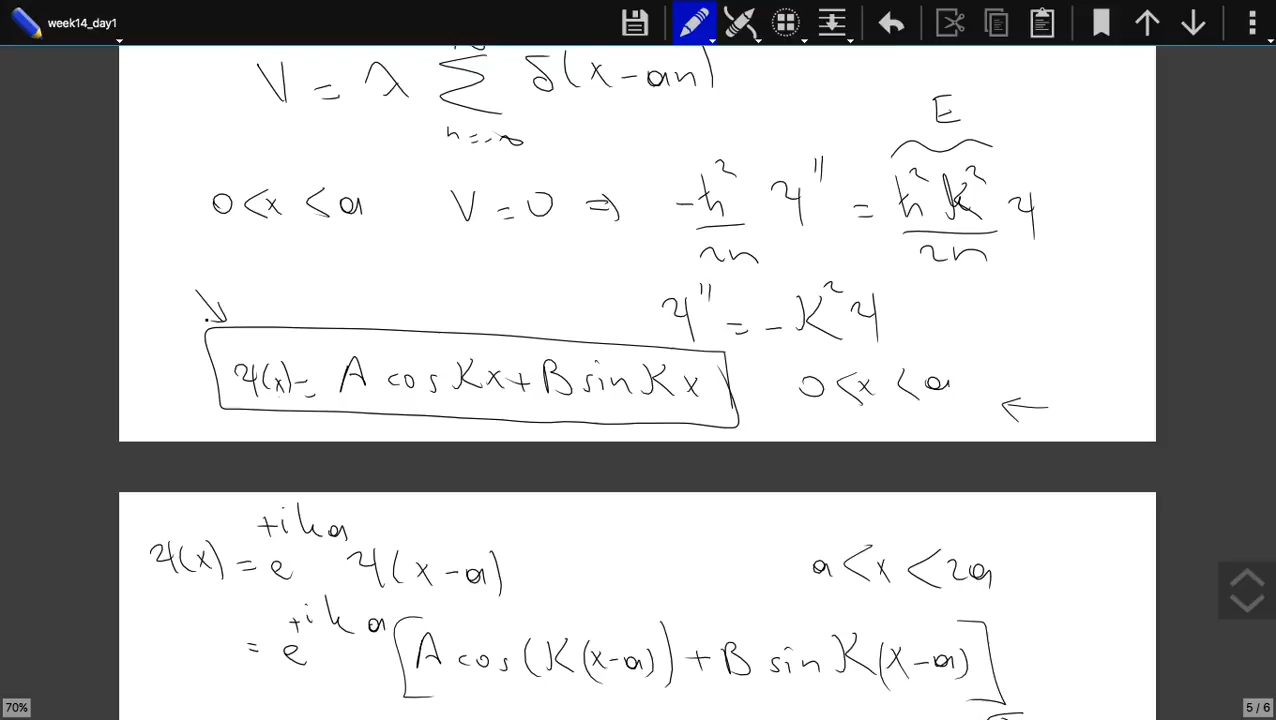 week14_day1
V = λ Σ δ(x-an)
n=-∞
E
0<x<a V=0 ⇒ -ħ²/2m ψ'' = ħ²K²/2m ψ
ψ'' = -K²ψ
ψ(x) = A cos Kx + B sin Kx 0<x<a ←
ψ(x) = e^{+ika} ψ(x-a) a<x<2a
= e^{+ika} [A cos(K(x-a)) + B sin K(x-a)]
70% 5 / 6